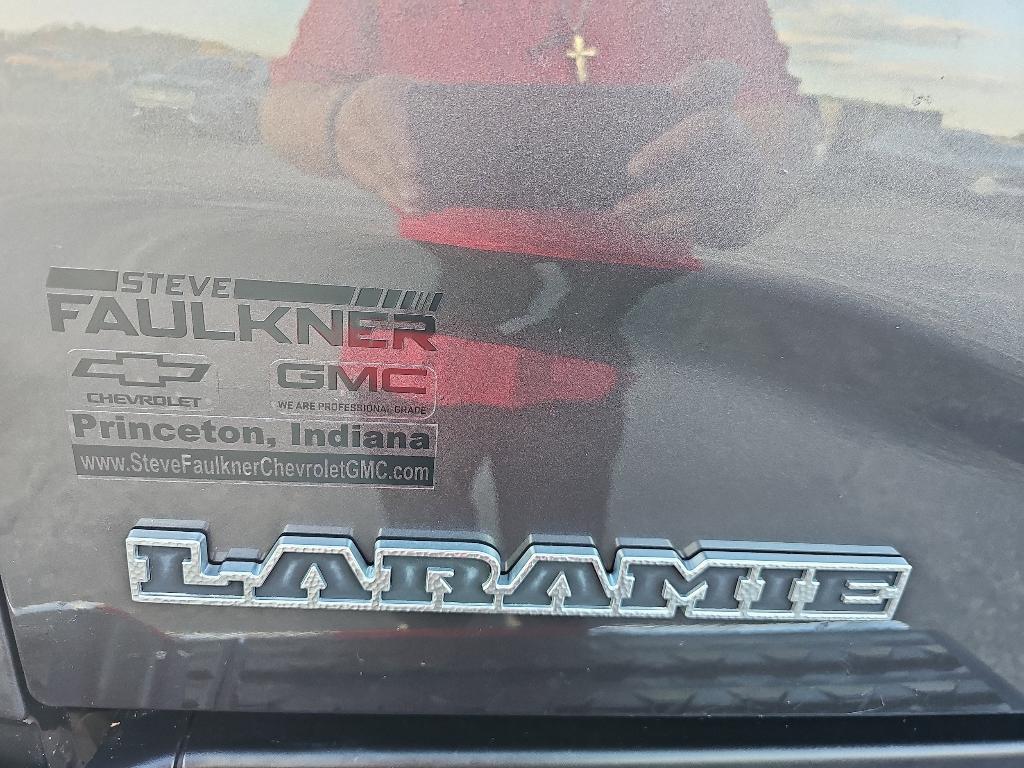 STEVE
FAULKNER
CHEVROLET
GMC
WE ARE PROFESSIONAL GRADE
Princeton, Indiana
www.SteveFaulknerChevroletGMC.com
LARAMIE